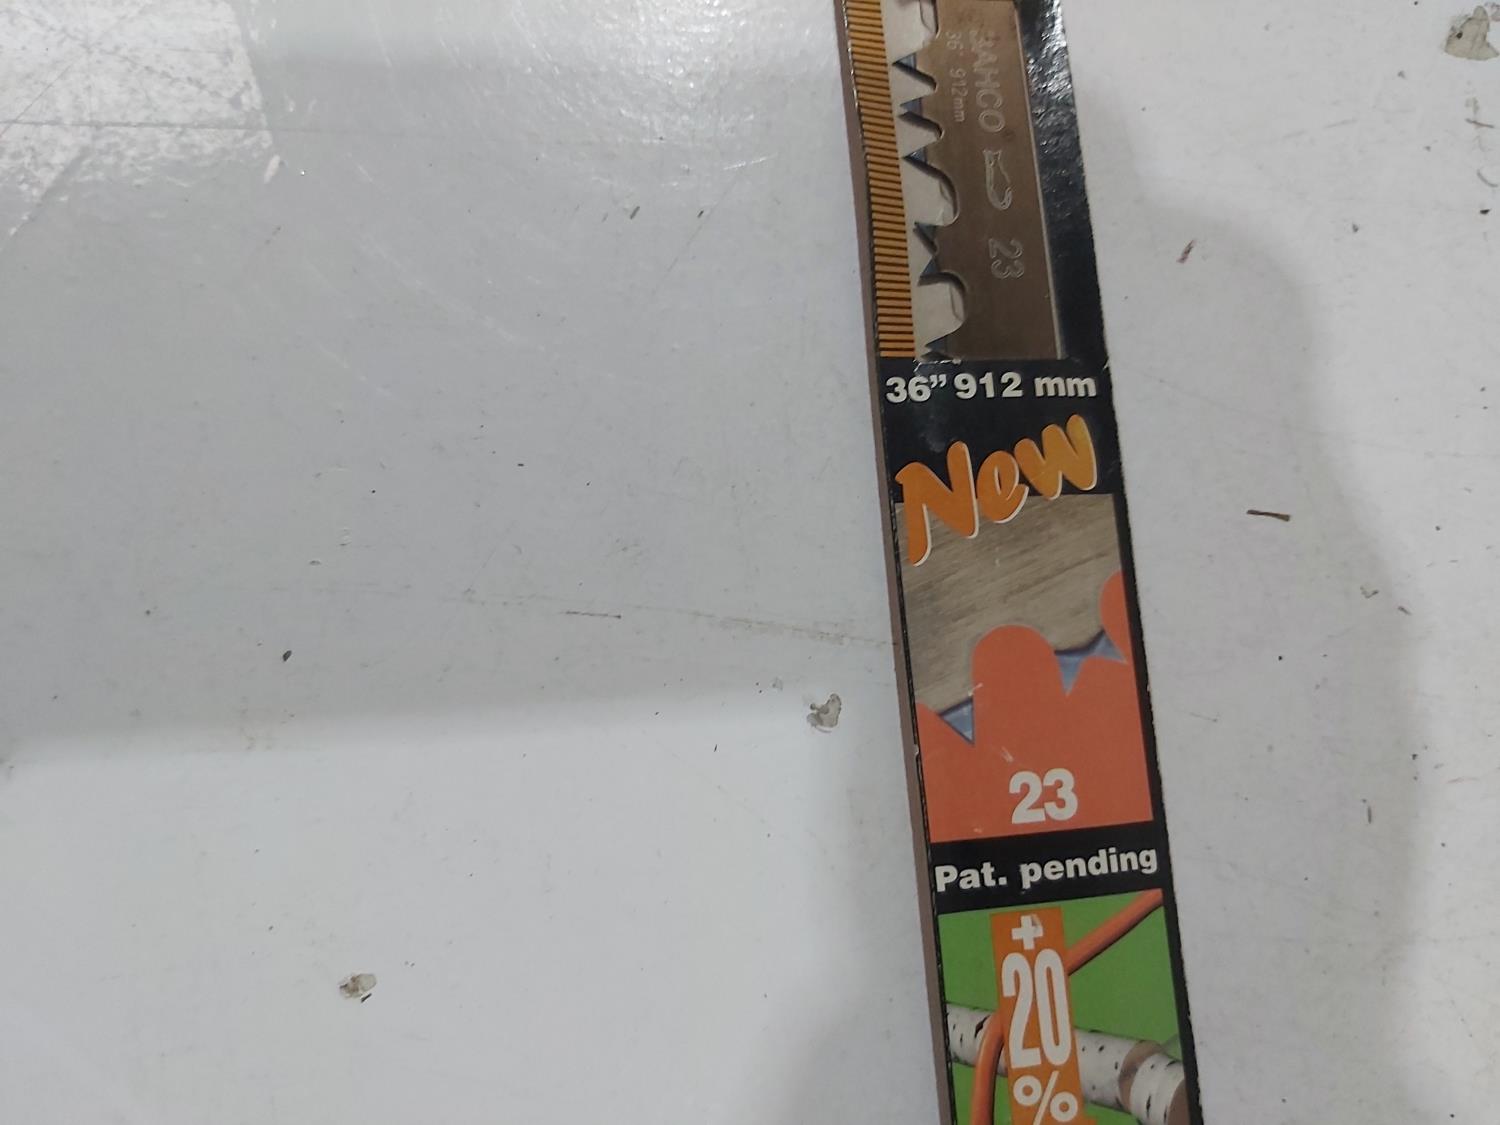 BAHCO 23
36" 912mm
36” 912 mm
New
23
Pat. pending
+
20
%